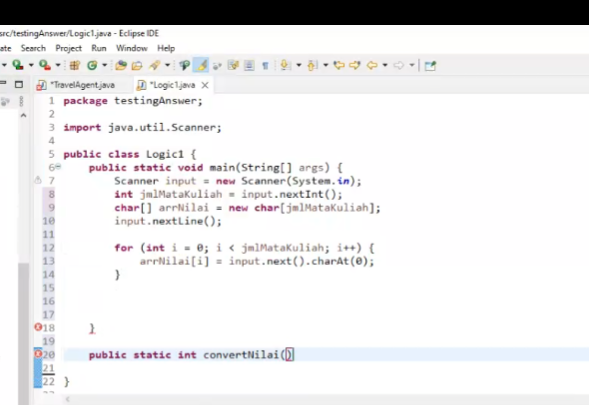 src/testingAnswer/Logic1.java - Eclipse IDE
ate Search Project Run Window Help
*TravelAgent.java *Logic1.java
1 package testingAnswer;
2
3 import java.util.Scanner;
4
5 public class Logic1 {
6 public static void main(String[] args) {
7 Scanner input = new Scanner(System.in);
8 int jmlMataKuliah = input.nextInt();
9 char[] arrNilai = new char[jmlMataKuliah];
10 input.nextLine();
11
12 for (int i = 0; i < jmlMataKuliah; i++) {
13 arrNilai[i] = input.next().charAt(0);
14 }
15
16
17
18 }
19
20 public static int convertNilai()
21
22 }